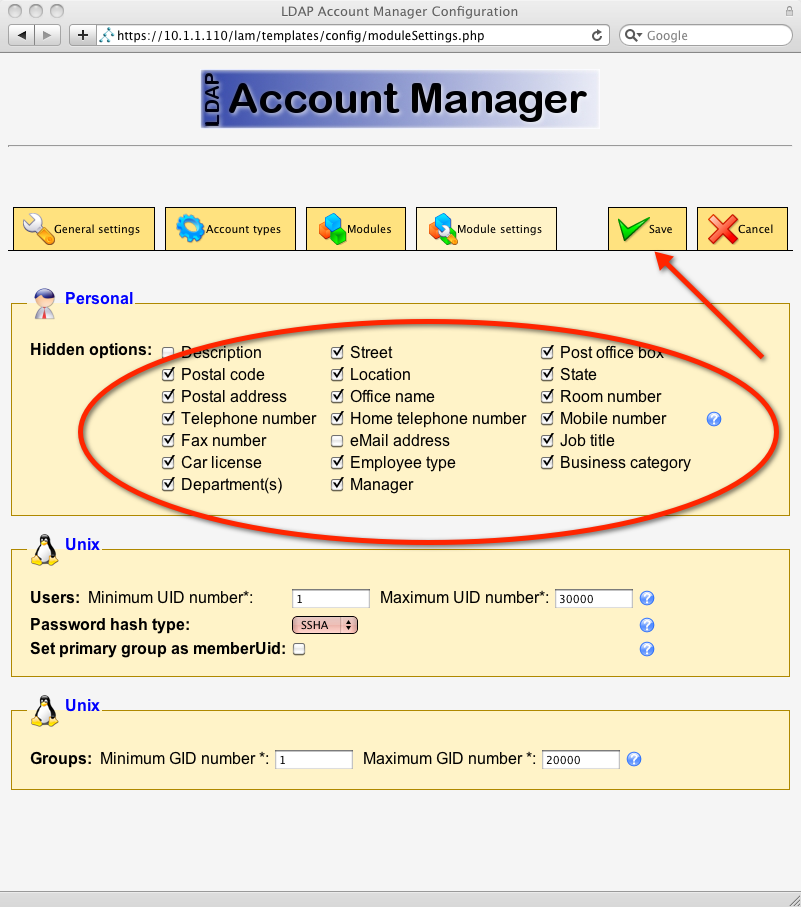 LDAP Account Manager Configuration
https://10.1.1.110/lam/templates/config/moduleSettings.php
Google
LDAP Account Manager
General settings Account types Modules Module settings Save Cancel
Personal
Hidden options: Description Street Post office box
Postal code Location State
Postal address Office name Room number
Telephone number Home telephone number Mobile number ?
Fax number eMail address Job title
Car license Employee type Business category
Department(s) Manager
Unix
Users: Minimum UID number*: 1 Maximum UID number*: 30000 ?
Password hash type: SSHA ?
Set primary group as memberUid: ?
Unix
Groups: Minimum GID number *: 1 Maximum GID number *: 20000 ?